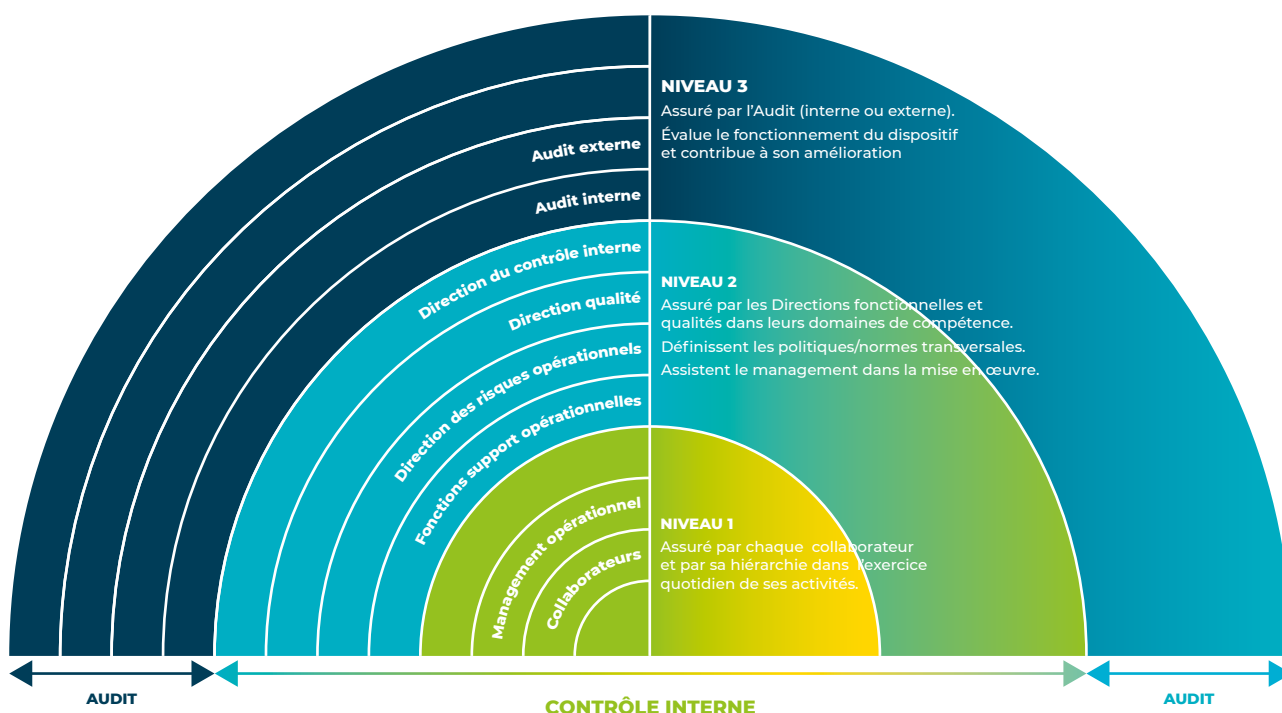 NIVEAU 3
Assuré par l'Audit (interne ou externe).
Évalue le fonctionnement du dispositif
et contribue à son amélioration
Audit externe
Audit interne
Direction du contrôle interne
Direction qualité
Direction des risques opérationnels
Fonctions support opérationnelles
NIVEAU 2
Assuré par les Directions fonctionnelles et
qualités dans leurs domaines de compétence.
Définissent les politiques/normes transversales.
Assistent le management dans la mise en œuvre.
Management opérationnel
Collaborateurs
NIVEAU 1
Assuré par chaque collaborateur
et par sa hiérarchie dans l'exercice
quotidien de ses activités.
AUDIT
CONTRÔLE INTERNE
AUDIT